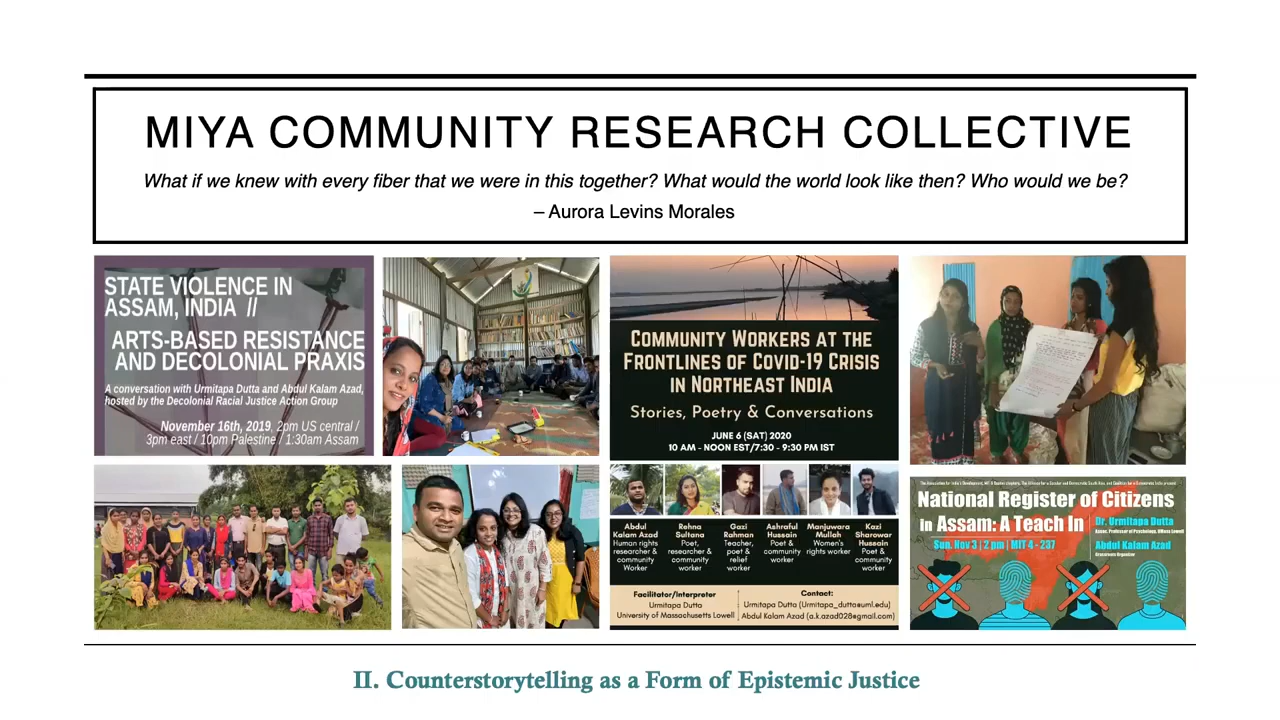 MIYA COMMUNITY RESEARCH COLLECTIVE
What if we knew with every fiber that we were in this together? What would the world look like then? Who would we be?
– Aurora Levins Morales
STATE VIOLENCE IN
ASSAM, INDIA //
ARTS-BASED RESISTANCE
AND DECOLONIAL PRAXIS
A conversation with Urmitapa Dutta and Abdul Kalam Azad,
hosted by the Decolonial Racial Justice Action Group
November 16th, 2019, 2pm US central /
3pm east / 10pm Palestine / 1:30am Assam
COMMUNITY WORKERS AT THE
FRONTLINES OF COVID-19 CRISIS
IN NORTHEAST INDIA
Stories, Poetry & Conversations
JUNE 6 (SAT) 2020
10 AM - NOON EST/7:30 - 9:30 PM IST
Abdul
Kalam Azad
Human rights
researcher &
community
Worker
Rehna
Sultana
Poet,
researcher &
community
worker
Gazi
Rahman
Teacher,
poet &
relief
worker
Ashraful
Hussain
Poet &
community
worker
Manjuwara
Mullah
Women's
rights worker
Kazi
Sharowar
Hussain
Poet &
community
worker
Facilitator/Interpreter
Urmitapa Dutta
University of Massachusetts Lowell
Contact:
Urmitapa Dutta (Urmitapa_dutta@uml.edu)
Abdul Kalam Azad (a.k.azad028@gmail.com)
National Register of Citizens
in Assam: A Teach In
Sun. Nov 3 | 2 pm | MIT 4 - 237
Dr. Urmitapa Dutta
Abdul Kalam Azad
II. Counterstorytelling as a Form of Epistemic Justice